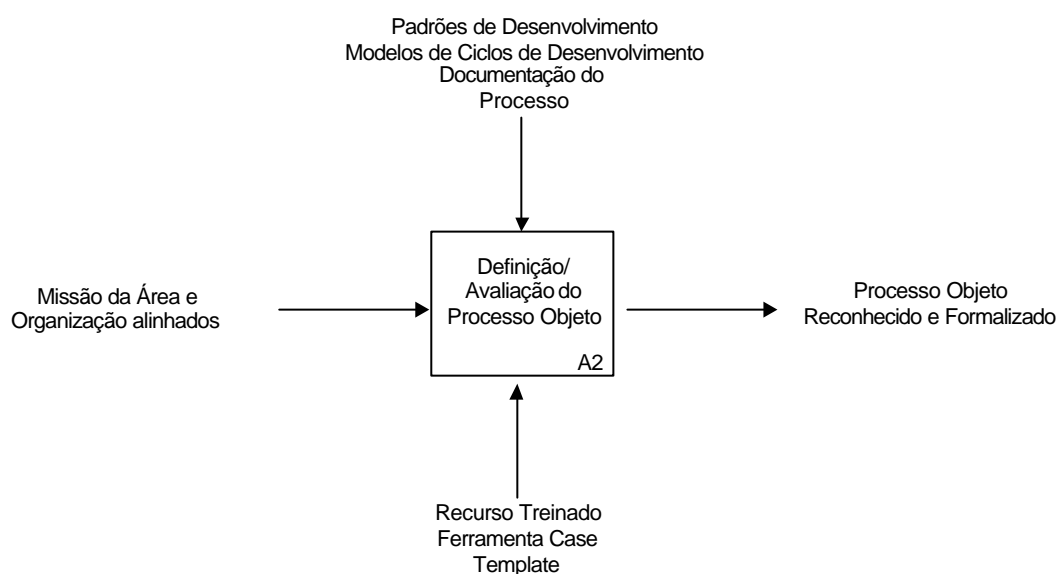 Padrões de Desenvolvimento
Modelos de Ciclos de Desenvolvimento
Documentação do
Processo
Definição/
Avaliação do
Processo Objeto
A2
Missão da Área e
Organização alinhados
Processo Objeto
Reconhecido e Formalizado
Recurso Treinado
Ferramenta Case
Template